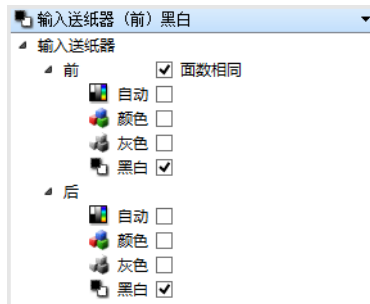 输入送纸器（前）黑白
输入送纸器
前 面数相同
自动
颜色
灰色
黑白
后
自动
颜色
灰色
黑白